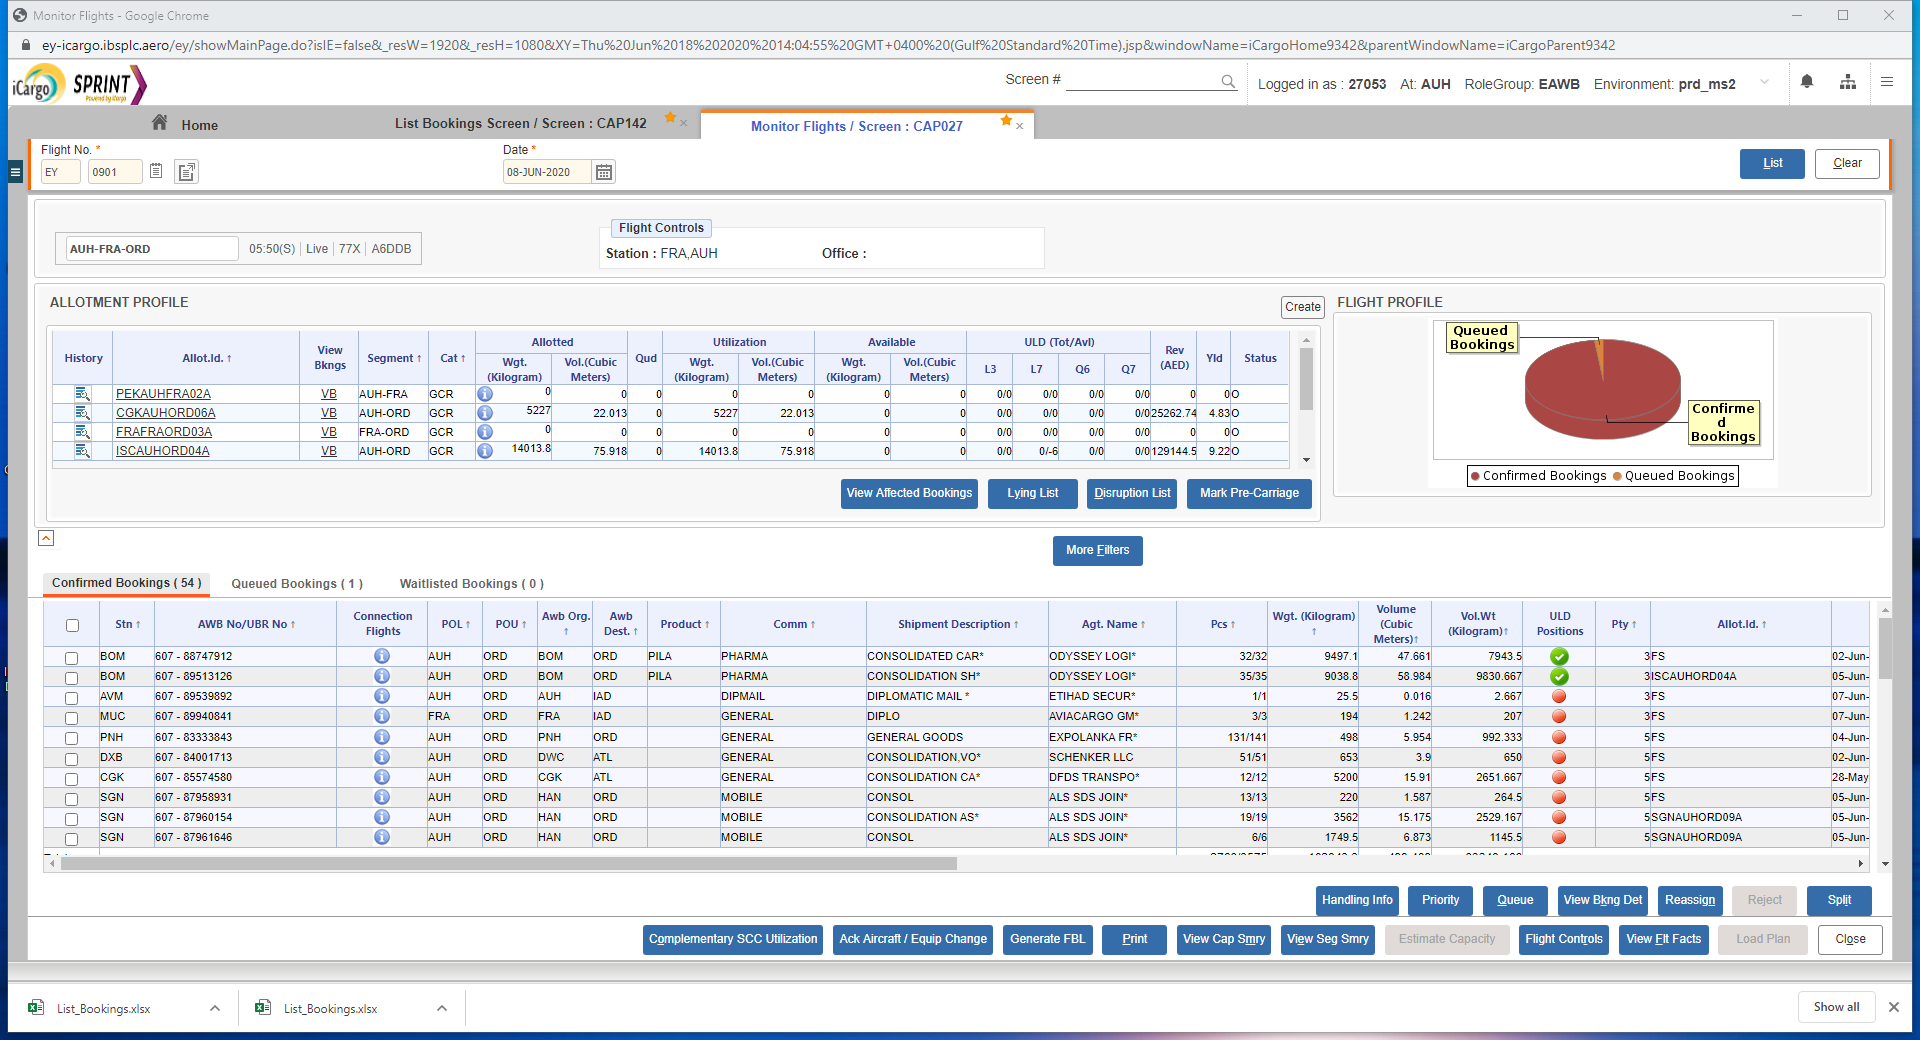 Monitor Flights - Google Chrome
ey-icargo.ibsplc.aero/ey/showMainPage.do?isIE=false&_resW=1920&_resH=1080&XY=Thu%20Jun%2018%202020%2014:04:55%20GMT+0400%20(Gulf%20Standard%20Time).jsp&windowName=iCargoHome9342&parentWindowName=iCargoParent9342
iCargo SPRINT Powered by iCargo Screen # Logged in as : 27053 At: AUH RoleGroup: EAWB Environment: prd_ms2
Home List Bookings Screen / Screen : CAP142 Monitor Flights / Screen : CAP027
Flight No. * Date *
EY 0901 08-JUN-2020 List Clear
Flight Controls
AUH-FRA-ORD 05:50(S) Live 77X A6DDB Station : FRA,AUH Office :
ALLOTMENT PROFILE Create FLIGHT PROFILE
History Allot.Id. ↑ View Bkngs Segment ↑ Cat ↑ Allotted Qud Utilization Available ULD (Tot/Avl) Rev (AED) Yld Status
Wgt. (Kilogram) Vol.(Cubic Meters) Wgt. (Kilogram) Vol.(Cubic Meters) Wgt. (Kilogram) Vol.(Cubic Meters) L3 L7 Q6 Q7
PEKAUHFRA02A VB AUH-FRA GCR 0 0 0 0 0 0 0 0/0 0/0 0/0 0/0 0 0 O
CGKAUHORD06A VB AUH-ORD GCR 5227 22.013 0 5227 22.013 0 0 0/0 0/0 0/0 0/0 25262.74 4.83 O
FRAFRAORD03A VB FRA-ORD GCR 0 0 0 0 0 0 0 0/0 0/0 0/0 0/0 0 0 O
ISCAUHORD04A VB AUH-ORD GCR 14013.8 75.918 0 14013.8 75.918 0 0 0/0 0/-6 0/0 0/0 129144.5 9.22 O
Queued Bookings
Confirmed Bookings
Confirmed Bookings Queued Bookings
View Affected Bookings Lying List Disruption List Mark Pre-Carriage
More Filters
Confirmed Bookings ( 54 ) Queued Bookings ( 1 ) Waitlisted Bookings ( 0 )
Stn ↑ AWB No/UBR No ↑ Connection Flights POL ↑ POU ↑ Awb Org. ↑ Awb Dest. ↑ Product ↑ Comm ↑ Shipment Description ↑ Agt. Name ↑ Pcs ↑ Wgt. (Kilogram) ↑ Volume (Cubic Meters)↑ Vol.Wt (Kilogram)↑ ULD Positions Pty ↑ Allot.Id. ↑
BOM 607 - 88747912 AUH ORD BOM ORD PILA PHARMA CONSOLIDATED CAR* ODYSSEY LOGI* 32/32 9497.1 47.661 7943.5 3 FS 02-Jun-
BOM 607 - 89513126 AUH ORD BOM ORD PILA PHARMA CONSOLIDATION SH* ODYSSEY LOGI* 35/35 9038.8 58.984 9830.667 3 ISCAUHORD04A 05-Jun-
AVM 607 - 89539892 AUH ORD AUH IAD DIPMAIL DIPLOMATIC MAIL * ETIHAD SECUR* 1/1 25.5 0.016 2.667 3 FS 07-Jun-
MUC 607 - 89940841 FRA ORD FRA IAD GENERAL DIPLO AVIACARGO GM* 3/3 194 1.242 207 3 FS 07-Jun-
PNH 607 - 83333843 AUH ORD PNH ORD GENERAL GENERAL GOODS EXPOLANKA FR* 131/141 498 5.954 992.333 5 FS 04-Jun-
DXB 607 - 84001713 AUH ORD DWC ATL GENERAL CONSOLIDATION,VO* SCHENKER LLC 51/51 653 3.9 650 5 FS 02-Jun-
CGK 607 - 85574580 AUH ORD CGK ATL GENERAL CONSOLIDATION CA* DFDS TRANSPO* 12/12 5200 15.91 2651.667 5 FS 28-May
SGN 607 - 87958931 AUH ORD HAN ORD MOBILE CONSOL ALS SDS JOIN* 13/13 220 1.587 264.5 5 FS 05-Jun-
SGN 607 - 87960154 AUH ORD HAN ORD MOBILE CONSOLIDATION AS* ALS SDS JOIN* 19/19 3562 15.175 2529.167 5 SGNAUHORD09A 05-Jun-
SGN 607 - 87961646 AUH ORD HAN ORD MOBILE CONSOL ALS SDS JOIN* 6/6 1749.5 6.873 1145.5 5 SGNAUHORD09A 05-Jun-
Handling Info Priority Queue View Bkng Det Reassign Reject Split
Complementary SCC Utilization Ack Aircraft / Equip Change Generate FBL Print View Cap Smry View Seg Smry Estimate Capacity Flight Controls View Flt Facts Load Plan Close
List_Bookings.xlsx List_Bookings.xlsx Show all